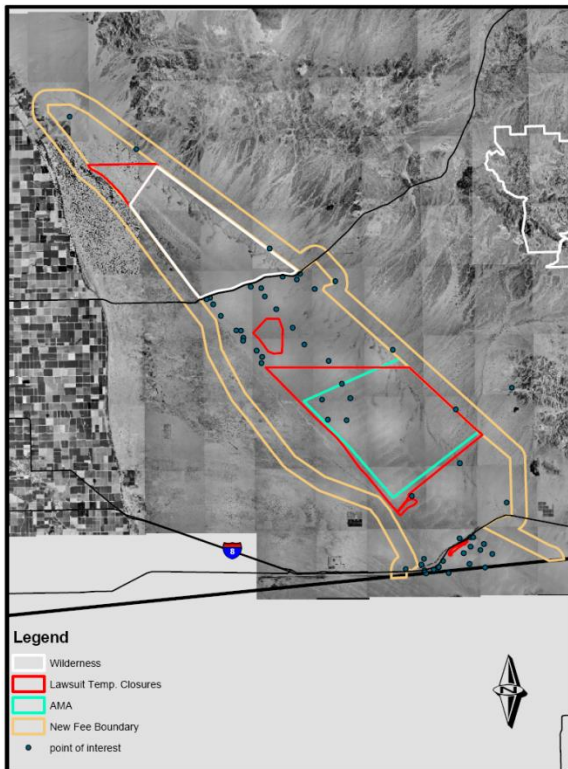 8
Legend
Wilderness
Lawsuit Temp. Closures
AMA
New Fee Boundary
point of interest
N